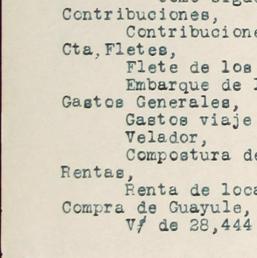 Contribuciones,
Contribucione
Cta, Fletes,
Flete de los
Embarque de
Gastos Generales,
Gastos viaje
Velador,
Compostura de
Rentas,
Renta de loca
Compra de Guayule,
V/ de 28,444